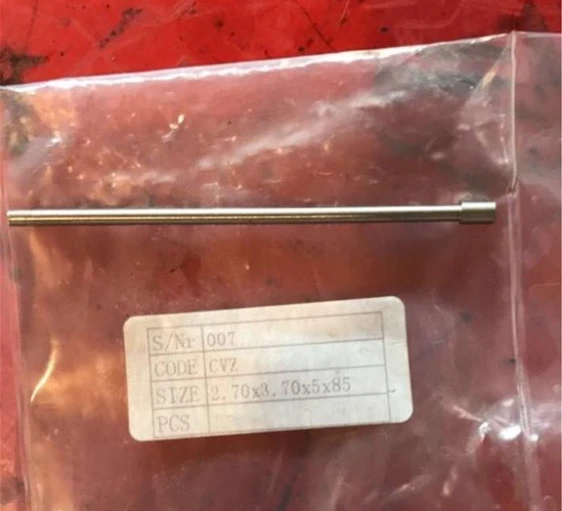 S/Nr 007
CODE CVZ
SIZE 2.70x3.70x5x85
PCS